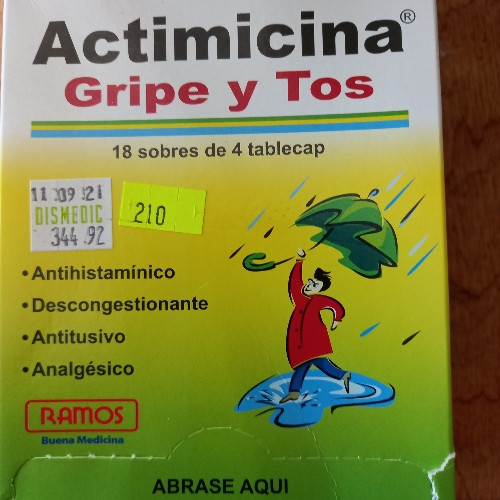 Actimicina®
Gripe y Tos
18 sobres de 4 tablecap
11 09 21
DISMEDIC
344.92
210
• Antihistamínico
• Descongestionante
• Antitusivo
• Analgésico
RAMOS
Buena Medicina
ABRASE AQUI